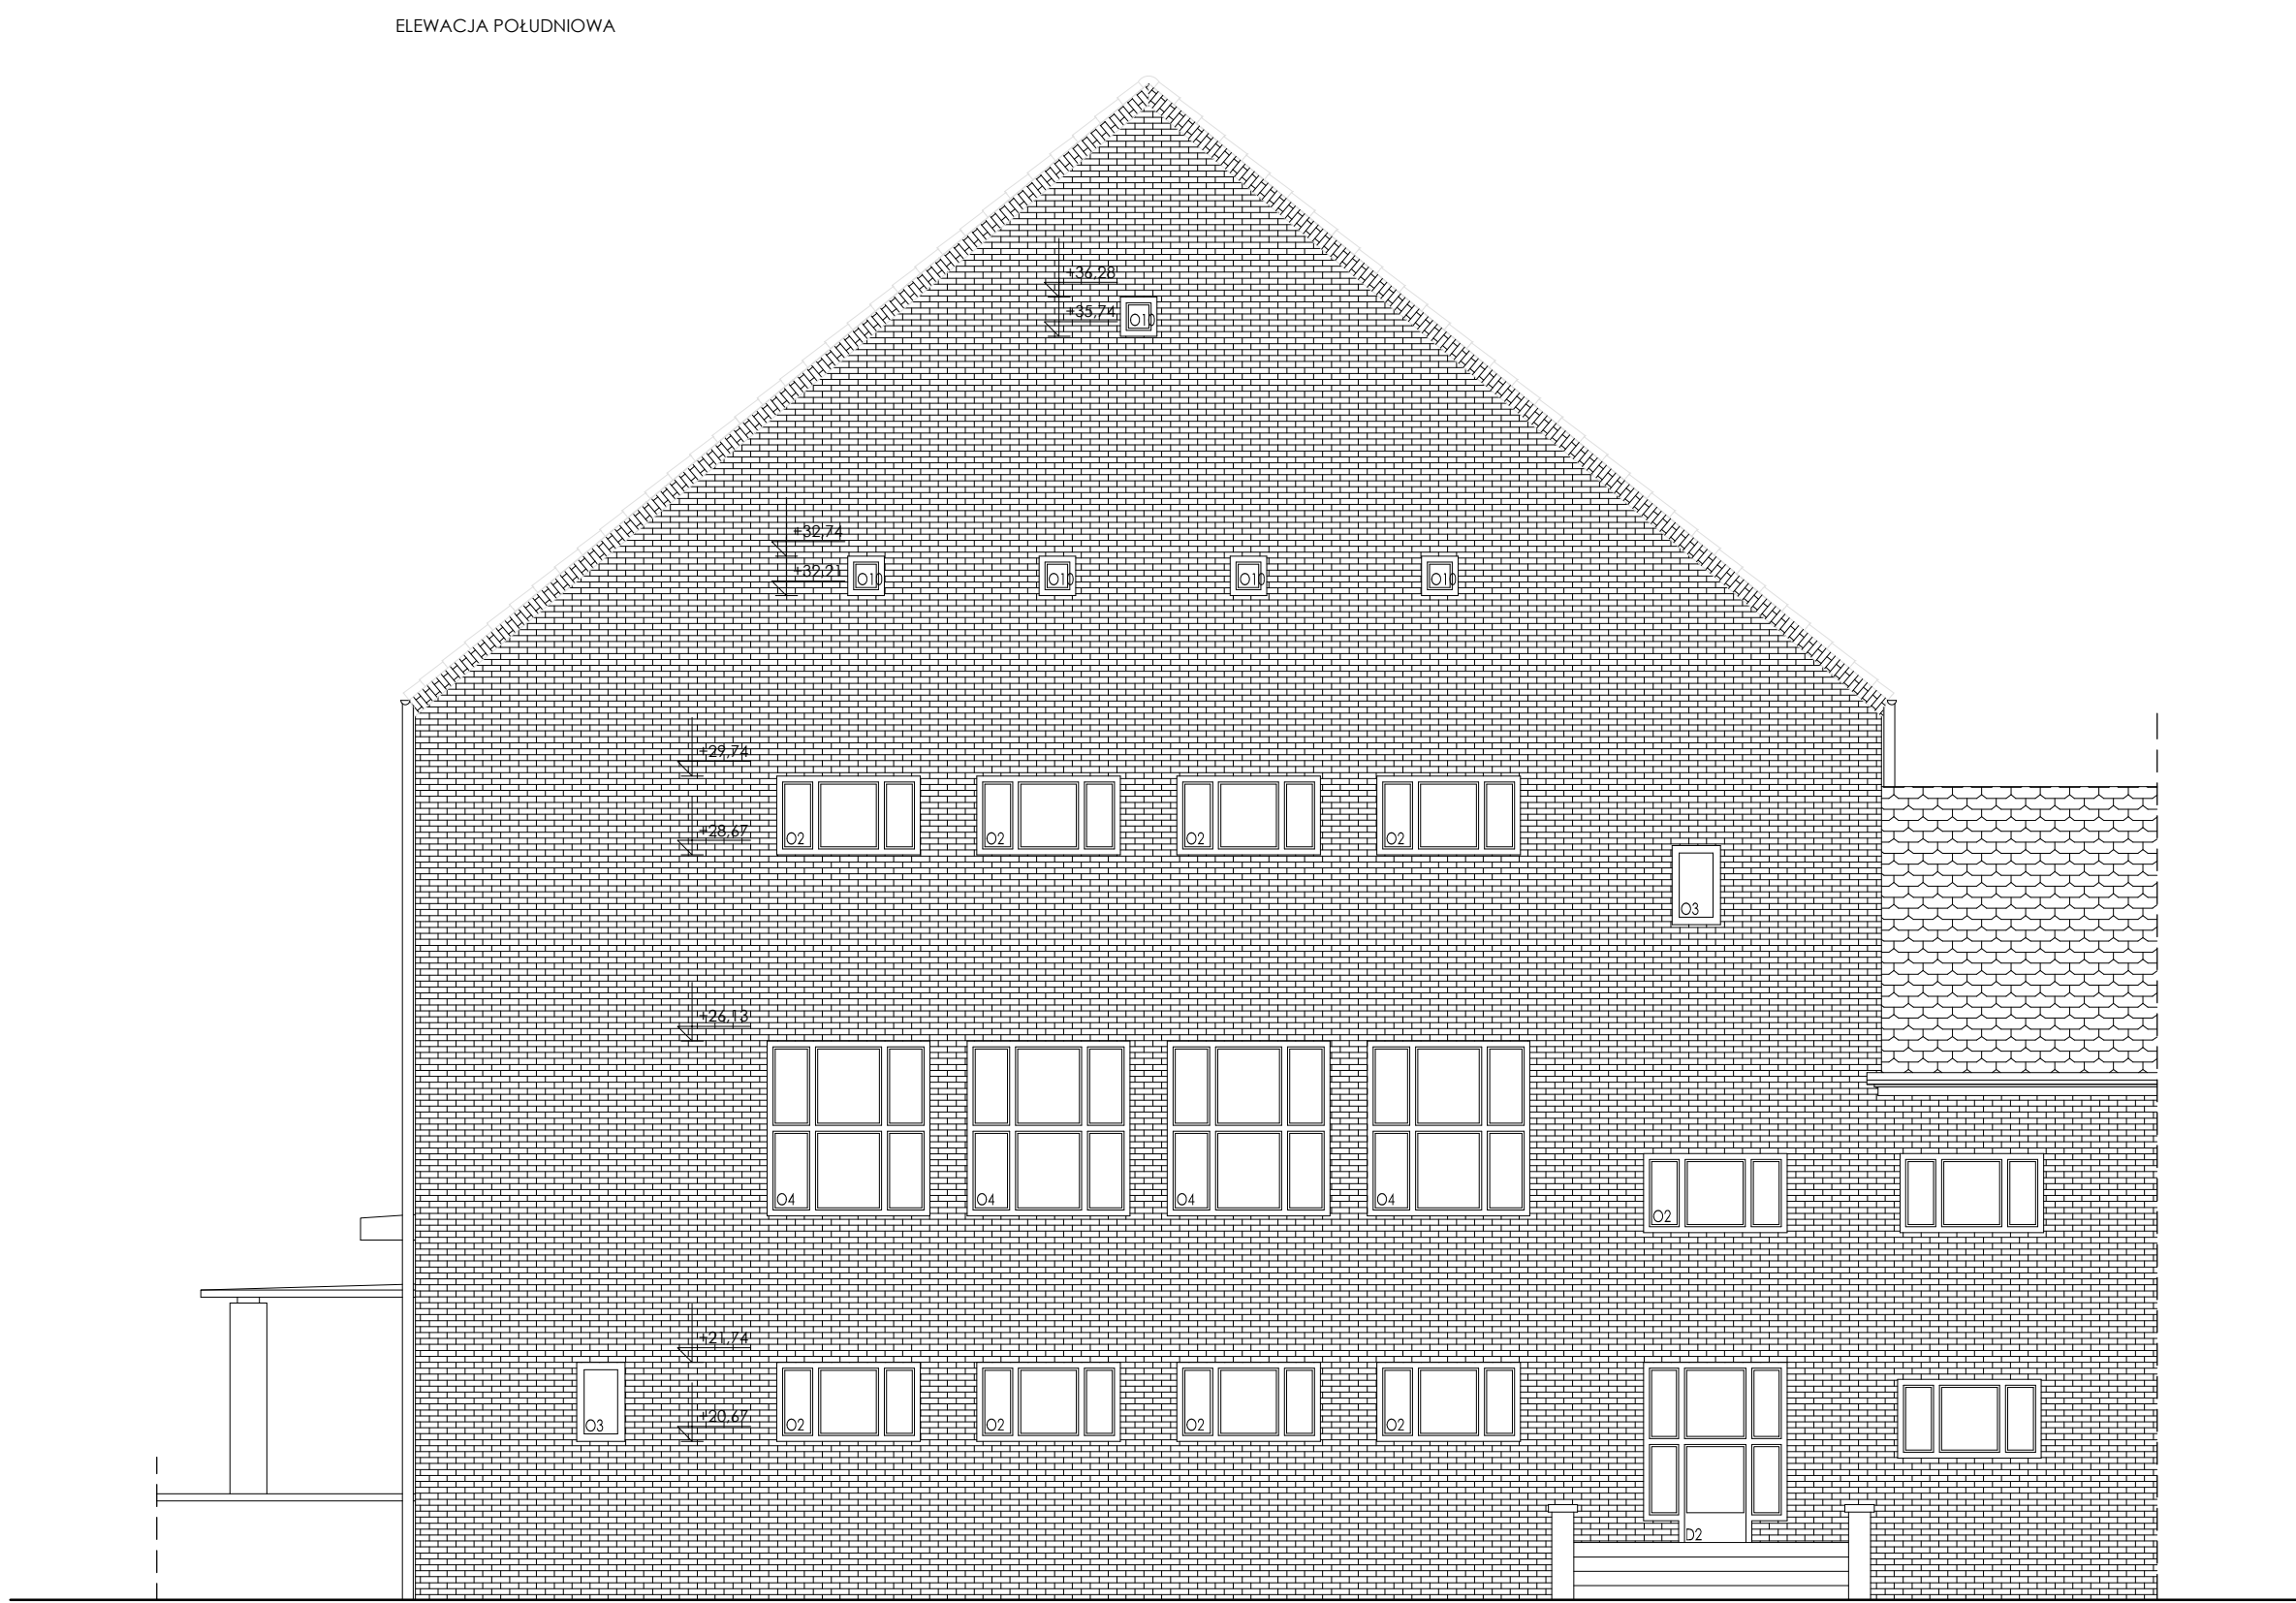 ELEWACJA POŁUDNIOWA
+36,28
+35,74
O10
+32,74
+32,21
O10
O10
O10
O10
+29,74
+28,67
O2
O2
O2
O2
O3
+26,13
O4
O4
O4
O4
O2
+21,74
+20,67
O3
O2
O2
O2
O2
D2